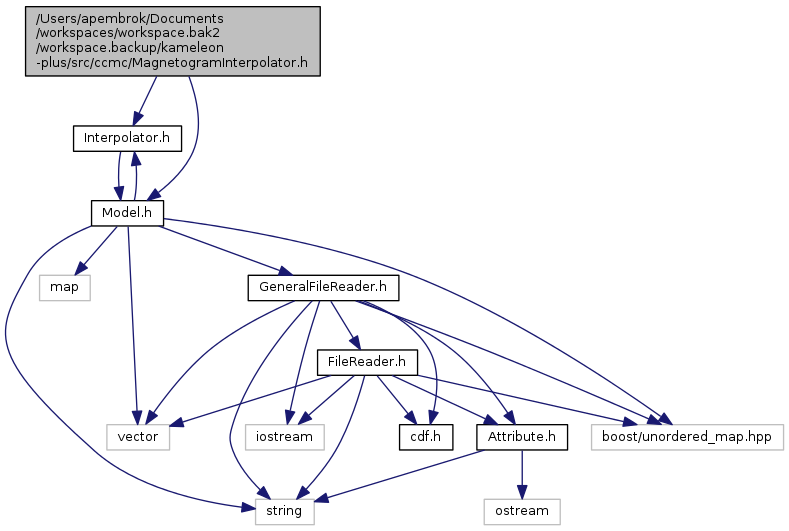 /Users/apembrok/Documents
/workspaces/workspace.bak2
/workspace.backup/kameleon
-plus/src/ccmc/MagnetogramInterpolator.h
Interpolator.h
Model.h
map
GeneralFileReader.h
FileReader.h
vector
iostream
cdf.h
Attribute.h
boost/unordered_map.hpp
string
ostream